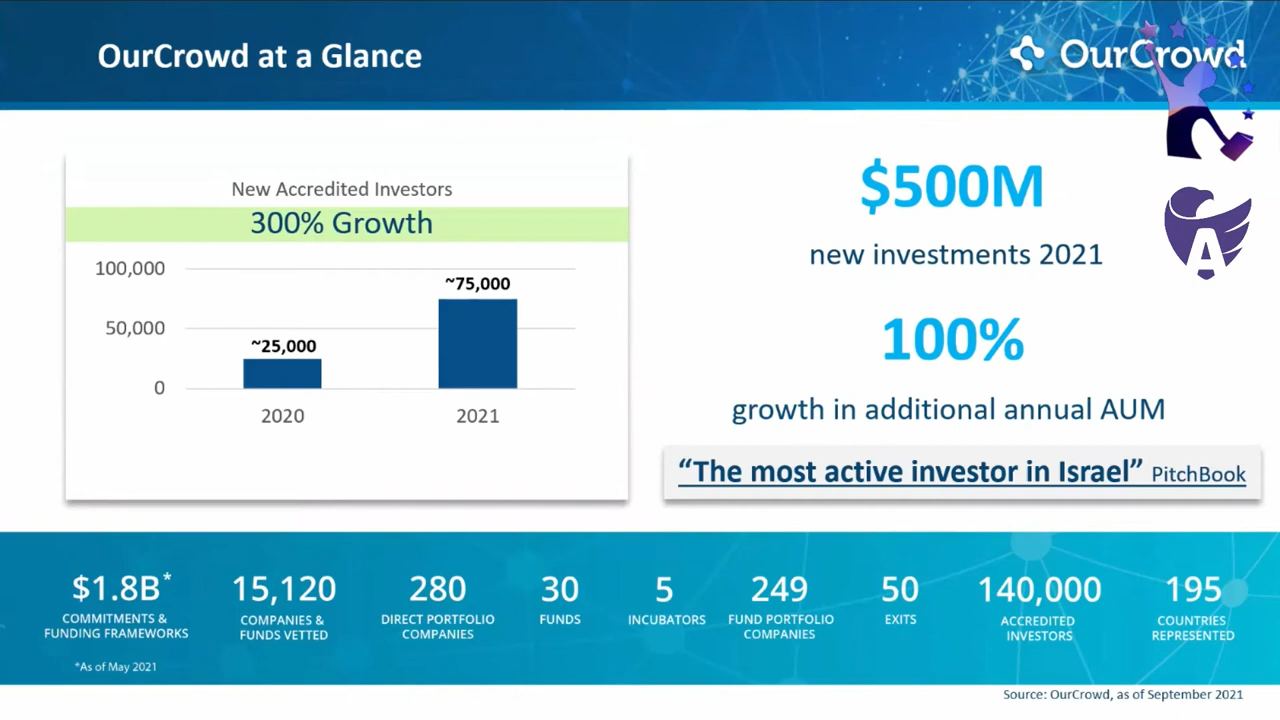 OurCrowd at a Glance
OurCrowd
New Accredited Investors
300% Growth
100,000
50,000
0
~25,000
~75,000
2020
2021
$500M
new investments 2021
100%
growth in additional annual AUM
“The most active investor in Israel” PitchBook
A
$1.8B*
COMMITMENTS &
FUNDING FRAMEWORKS
*As of May 2021
15,120
COMPANIES &
FUNDS VETTED
280
DIRECT PORTFOLIO
COMPANIES
30
FUNDS
5
INCUBATORS
249
FUND PORTFOLIO
COMPANIES
50
EXITS
140,000
ACCREDITED
INVESTORS
195
COUNTRIES
REPRESENTED
Source: OurCrowd, as of September 2021